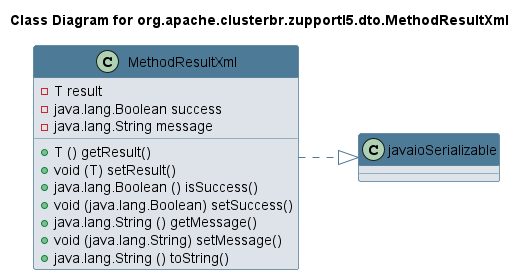 Class Diagram for org.apache.clusterbr.zupportl5.dto.MethodResultXml
C MethodResultXml
T result
java.lang.Boolean success
java.lang.String message
T () getResult()
void (T) setResult()
java.lang.Boolean () isSuccess()
void (java.lang.Boolean) setSuccess()
java.lang.String () getMessage()
void (java.lang.String) setMessage()
java.lang.String () toString()
C javaioSerializable